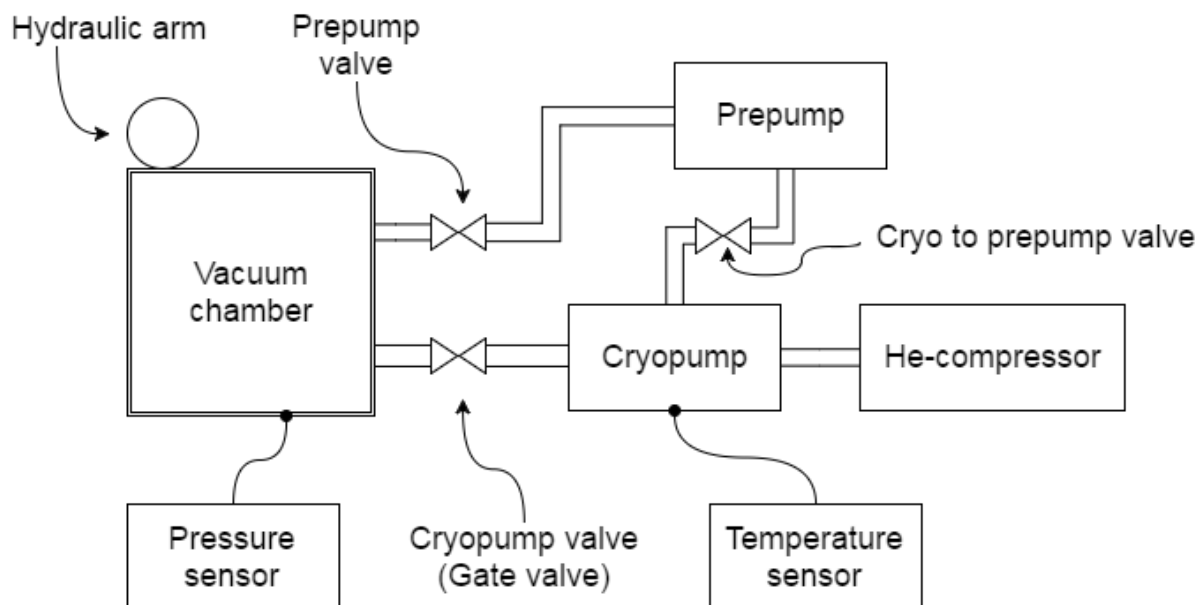 Hydraulic arm
Prepump
valve
Prepump
Cryo to prepump valve
Vacuum
chamber
Cryopump
He-compressor
Pressure
sensor
Cryopump valve
(Gate valve)
Temperature
sensor